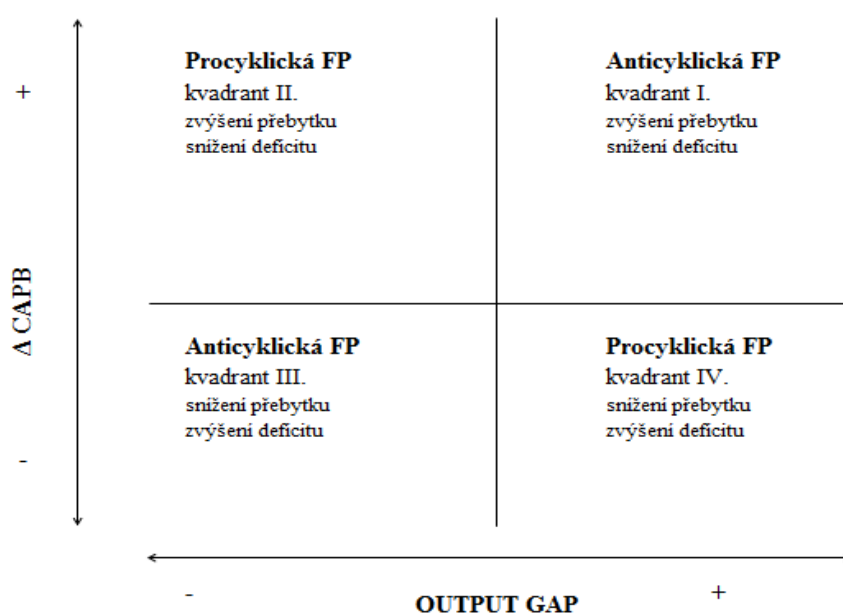 Procyklická FP
kvadrant II.
zvýšení přebytku
snížení deficitu
Anticyklická FP
kvadrant I.
zvýšení přebytku
snížení deficitu
+
Δ CAPB
-
Anticyklická FP
kvadrant III.
snížení přebytku
zvýšení deficitu
Procyklická FP
kvadrant IV.
snížení přebytku
zvýšení deficitu
-
OUTPUT GAP
+